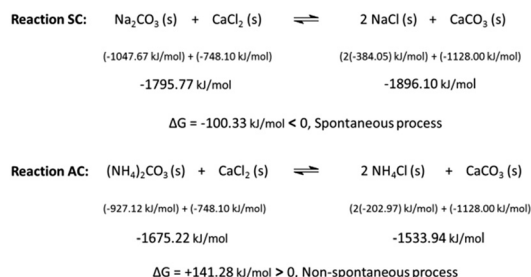 Reaction SC: Na₂CO₃ (s) + CaCl₂ (s) ⇌ 2 NaCl (s) + CaCO₃ (s)
(-1047.67 kJ/mol) + (-748.10 kJ/mol) (2(-384.05) kJ/mol) + (-1128.00 kJ/mol)
-1795.77 kJ/mol -1896.10 kJ/mol
ΔG = -100.33 kJ/mol < 0, Spontaneous process
Reaction AC: (NH₄)₂CO₃ (s) + CaCl₂ (s) ⇌ 2 NH₄Cl (s) + CaCO₃ (s)
(-927.12 kJ/mol) + (-748.10 kJ/mol) (2(-202.97) kJ/mol) + (-1128.00 kJ/mol)
-1675.22 kJ/mol -1533.94 kJ/mol
ΔG = +141.28 kJ/mol > 0, Non-spontaneous process